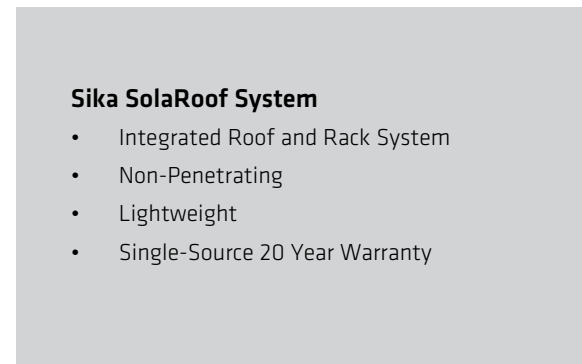 Sika SolaRoof System
• Integrated Roof and Rack System
• Non-Penetrating
• Lightweight
• Single-Source 20 Year Warranty